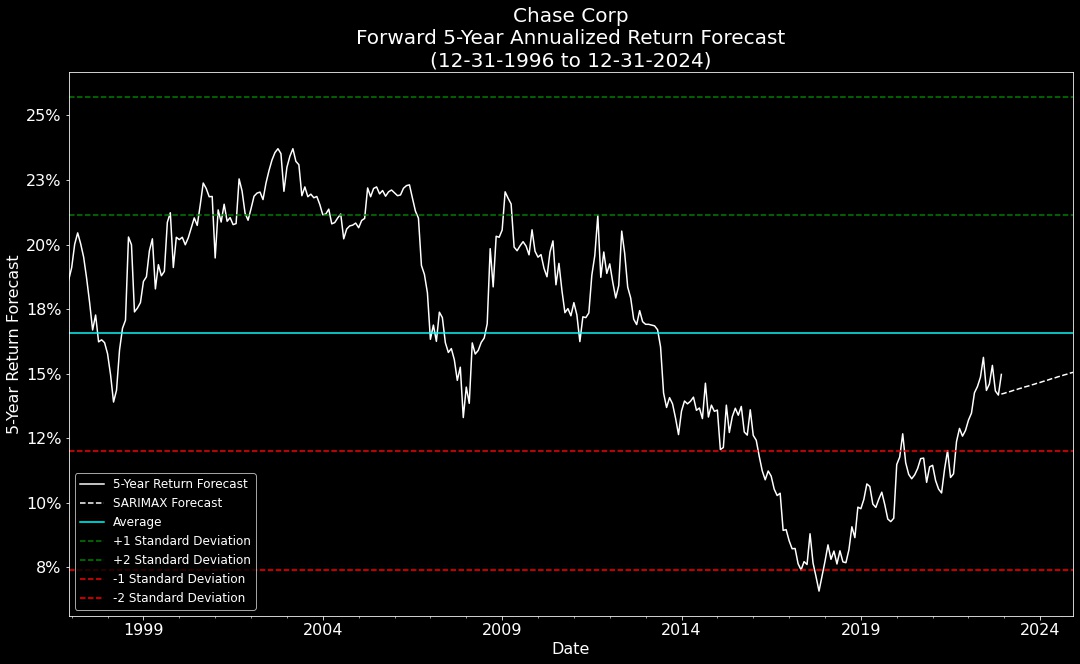 Chase Corp
Forward 5-Year Annualized Return Forecast
(12-31-1996 to 12-31-2024)
5-Year Return Forecast
25%
23%
20%
18%
15%
12%
10%
8%
5-Year Return Forecast
SARIMAX Forecast
Average
+1 Standard Deviation
+2 Standard Deviation
-1 Standard Deviation
-2 Standard Deviation
1999
2004
2009
2014
2019
2024
Date